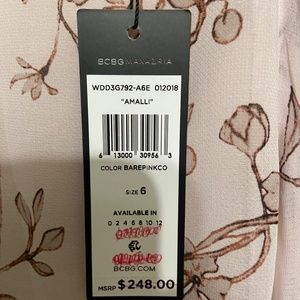 BCBGMAXAZRIA
WDD3G792-A6E 012018
"AMALLI"
6 13000 30956 3
COLOR BAREPINKCO
SIZE 6
AVAILABLE IN
0 2 4 6 8 10 12
BCBG.COM
MSRP $248.00